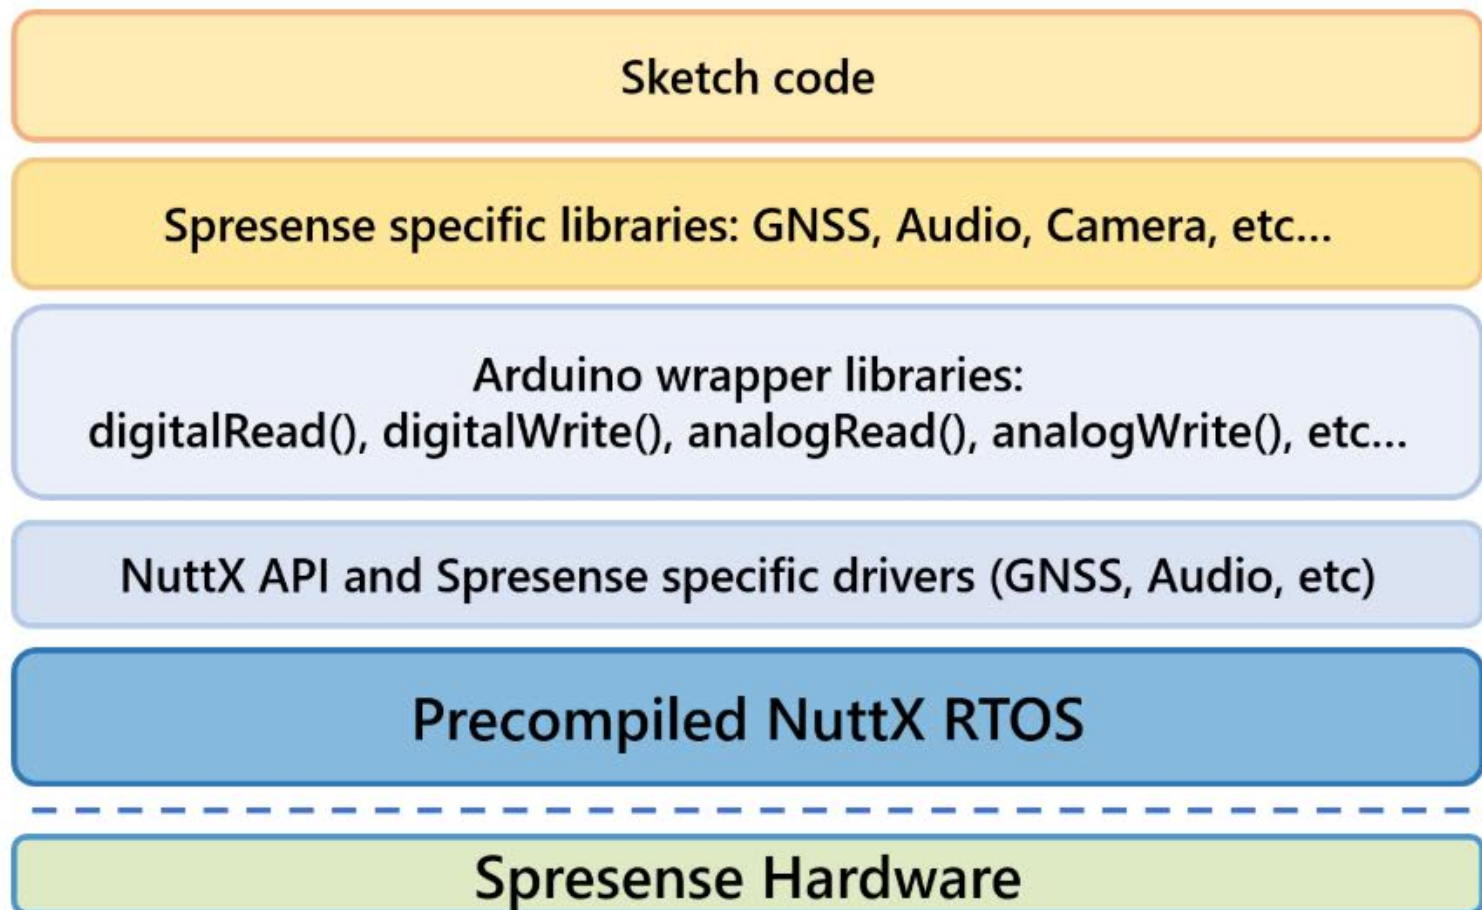 Sketch code
Spresense specific libraries: GNSS, Audio, Camera, etc...
Arduino wrapper libraries:
digitalRead(), digitalWrite(), analogRead(), analogWrite(), etc...
NuttX API and Spresense specific drivers (GNSS, Audio, etc)
Precompiled NuttX RTOS
Spresense Hardware